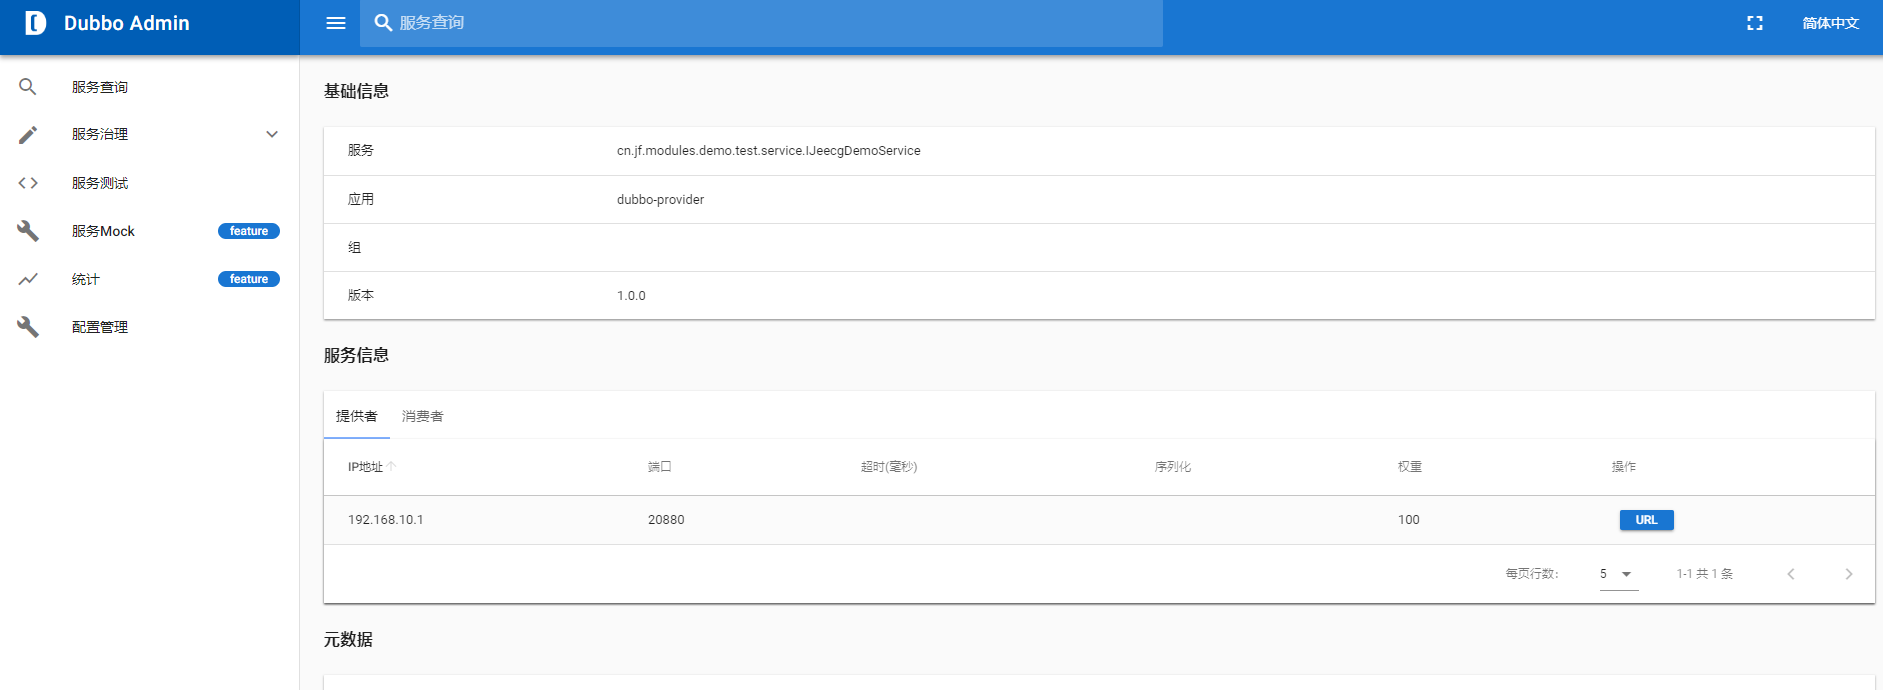 Dubbo Admin
服务查询
简体中文
服务查询
服务治理
服务测试
服务Mock feature
统计 feature
配置管理
基础信息
服务 cn.jf.modules.demo.test.service.IJeecgDemoService
应用 dubbo-provider
组
版本 1.0.0
服务信息
提供者 消费者
IP地址 端口 超时(毫秒) 序列化 权重 操作
192.168.10.1 20880 100 URL
每页行数: 5 1-1 共 1 条
元数据